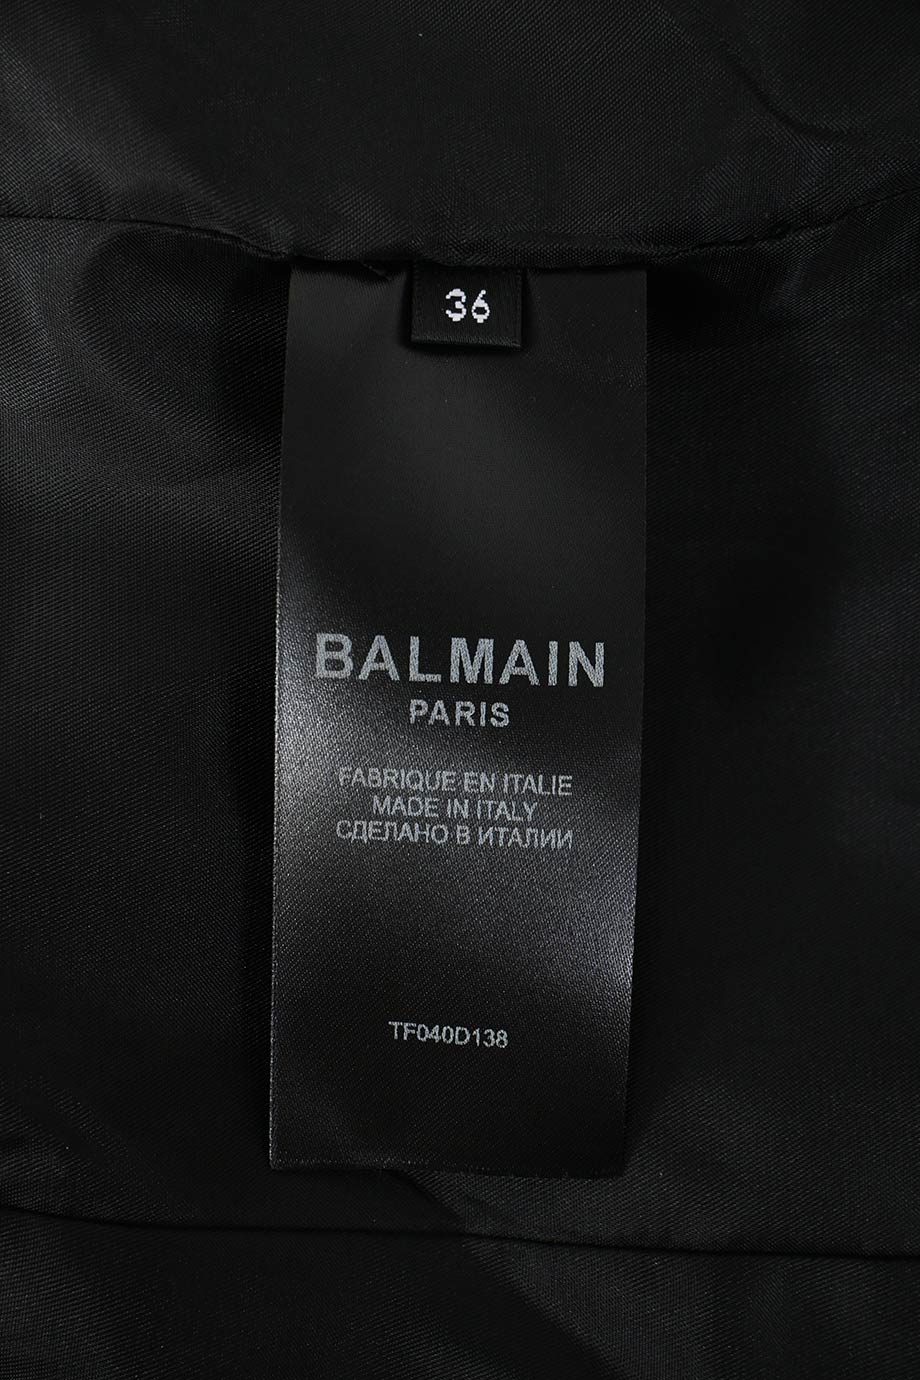 36
BALMAIN
PARIS
FABRIQUE EN ITALIE
MADE IN ITALY
СДЕЛАНО В ИТАЛИИ
TF040D138